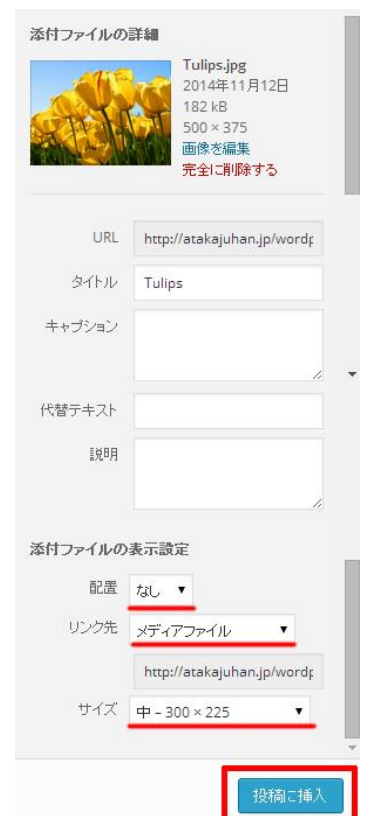 添付ファイルの詳細
Tulips.jpg
2014年11月12日
182 kB
500 × 375
画像を編集
完全に削除する
URL http://atakajuhan.jp/wordp
タイトル Tulips
キャプション
代替テキスト
説明
添付ファイルの表示設定
配置 なし
リンク先 メディアファイル
http://atakajuhan.jp/wordp
サイズ 中 – 300 × 225
投稿に挿入